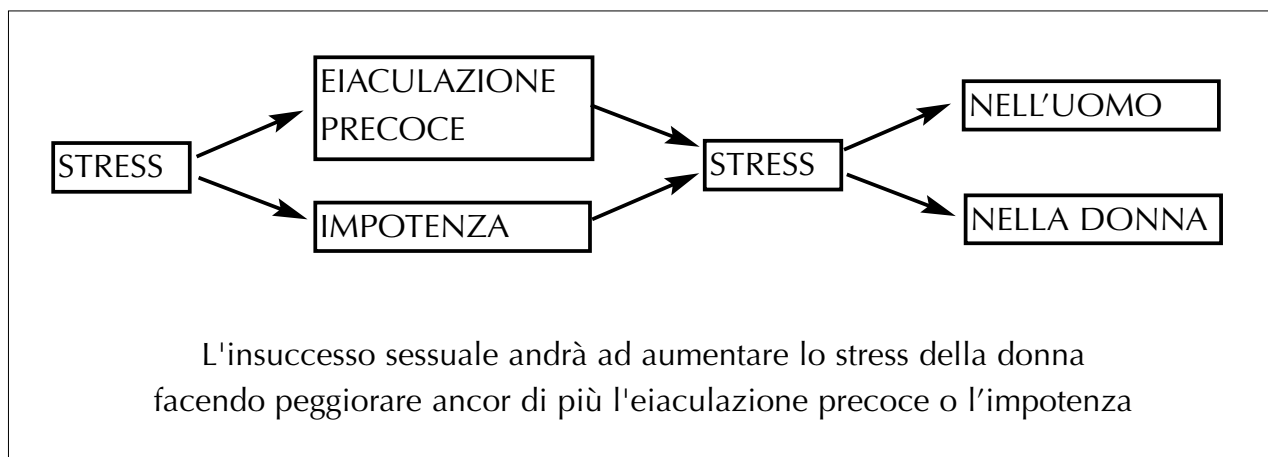 STRESS
EIACULAZIONE
PRECOCE
IMPOTENZA
STRESS
NELL’UOMO
NELLA DONNA
L'insuccesso sessuale andrà ad aumentare lo stress della donna
facendo peggiorare ancor di più l'eiaculazione precoce o l’impotenza